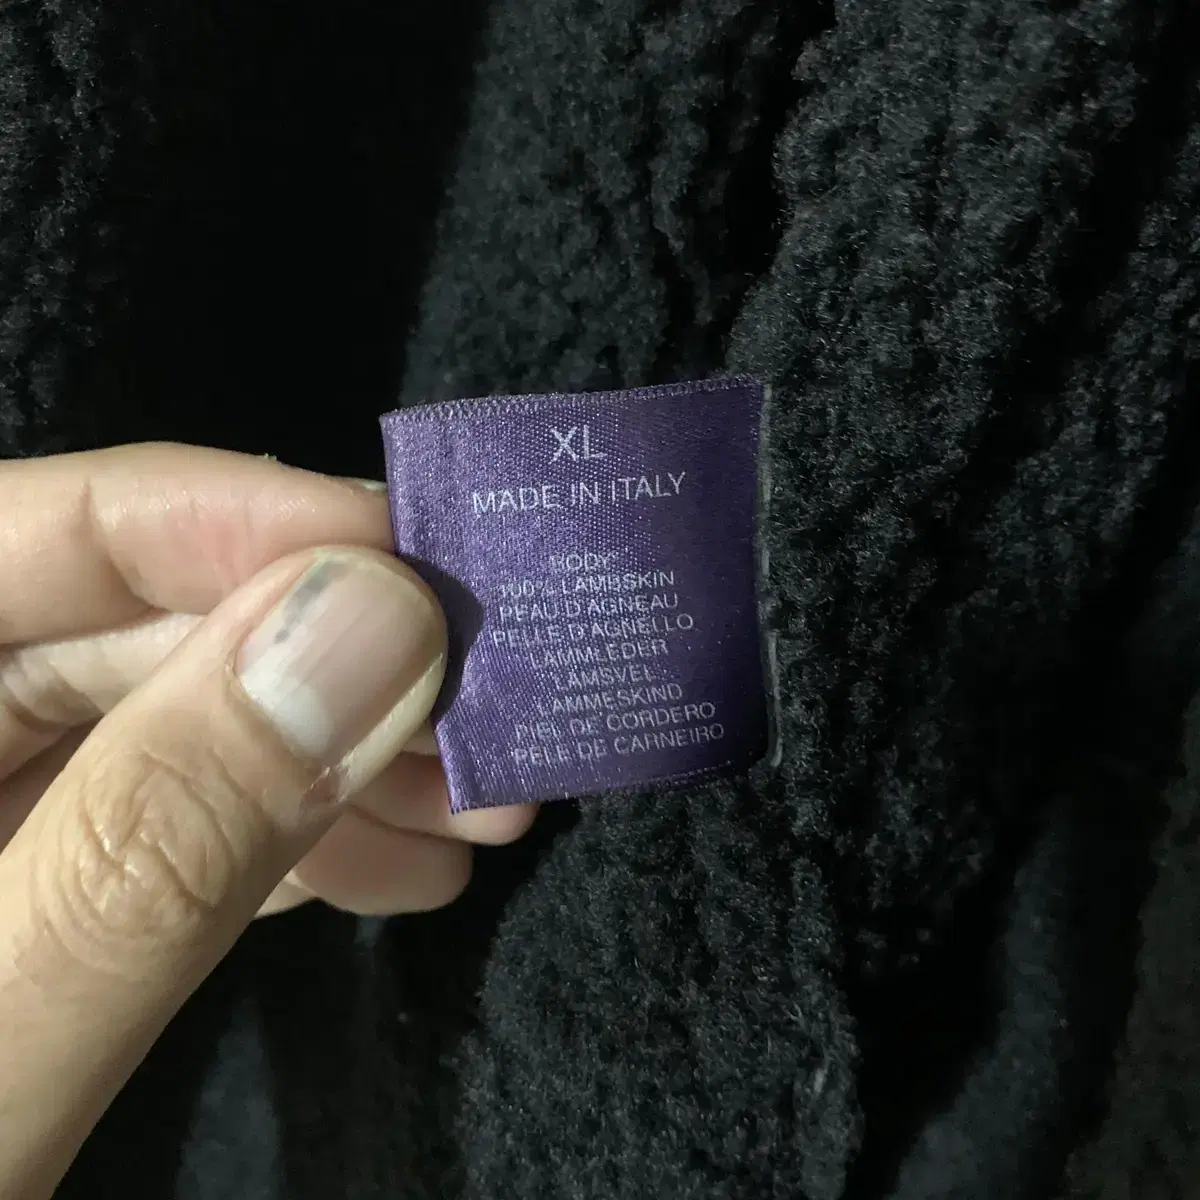 XL
MADE IN ITALY
BODY
100% LAMBSKIN
PEAU D'AGNEAU
PELLE D'AGNELLO
LAMMLEDER
LAMSVEL
LAMMESKIND
PIEL DE CORDERO
PELE DE CARNEIRO